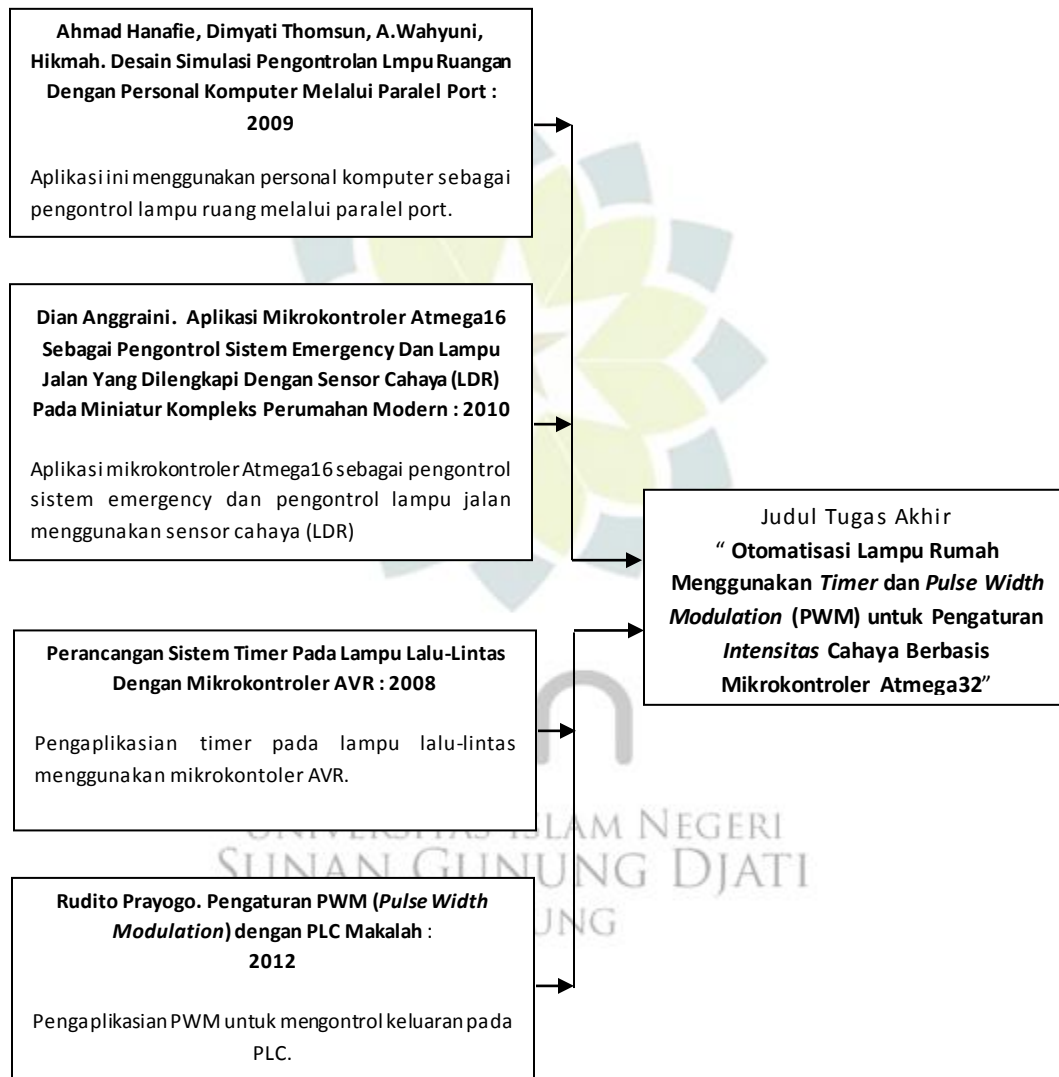 Ahmad Hanafie, Dimyati Thomsun, A.Wahyuni,
Hikmah. Desain Simulasi Pengontrolan Lmpu Ruangan
Dengan Personal Komputer Melalui Paralel Port :
2009
Aplikasi ini menggunakan personal komputer sebagai
pengontrol lampu ruang melalui paralel port.
Dian Anggraini. Aplikasi Mikrokontroler Atmega16
Sebagai Pengontrol Sistem Emergency Dan Lampu
Jalan Yang Dilengkapi Dengan Sensor Cahaya (LDR)
Pada Miniatur Kompleks Perumahan Modern : 2010
Aplikasi mikrokontroler Atmega16 sebagai pengontrol
sistem emergency dan pengontrol lampu jalan
menggunakan sensor cahaya (LDR)
Perancangan Sistem Timer Pada Lampu Lalu-Lintas
Dengan Mikrokontroler AVR : 2008
Pengaplikasian timer pada lampu lalu-lintas
menggunakan mikrokontoler AVR.
Rudito Prayogo. Pengaturan PWM (Pulse Width
Modulation) dengan PLC Makalah :
2012
Pengaplikasian PWM untuk mengontrol keluaran pada
PLC.
Judul Tugas Akhir
“ Otomatisasi Lampu Rumah
Menggunakan Timer dan Pulse Width
Modulation (PWM) untuk Pengaturan
Intensitas Cahaya Berbasis
Mikrokontroler Atmega32”
UNIVERSITAS ISLAM NEGERI
SUNAN GUNUNG DJATI